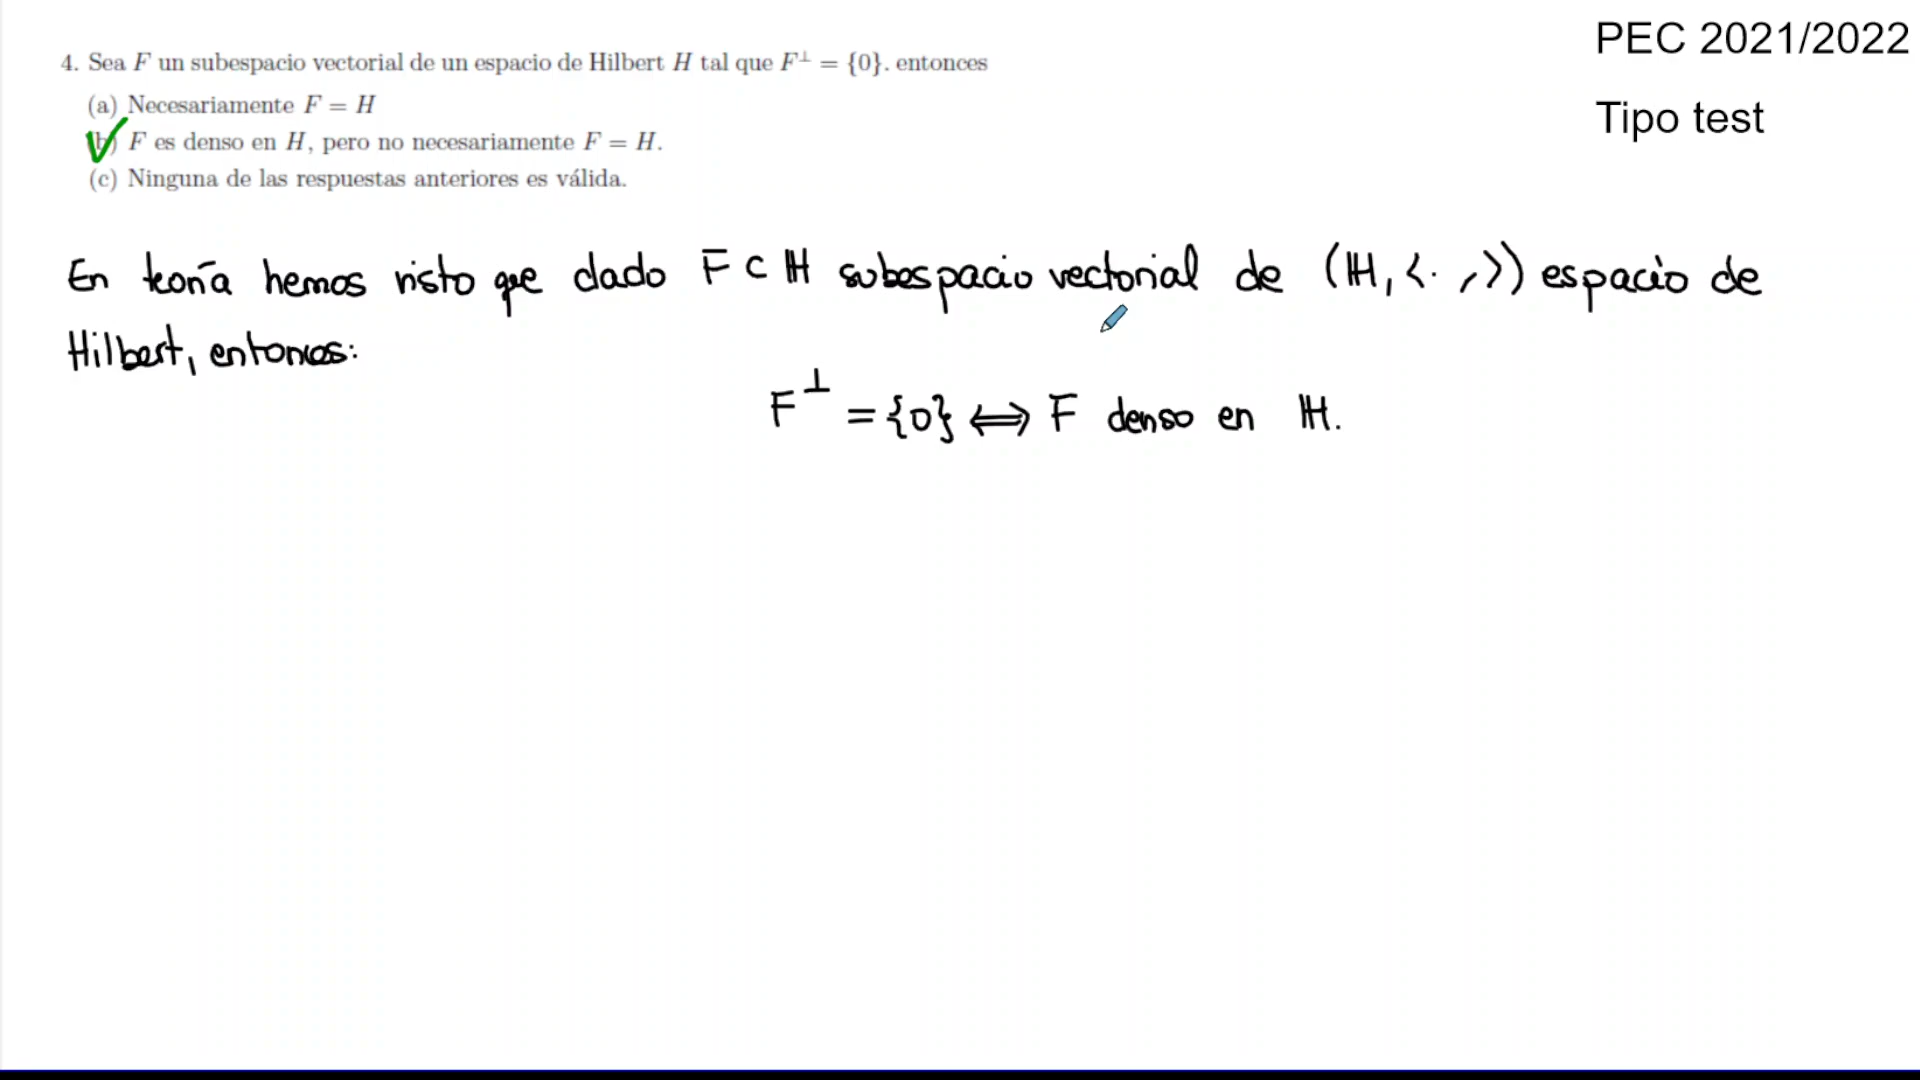 PEC 2021/2022
Tipo test
4. Sea F un subespacio vectorial de un espacio de Hilbert H tal que F⊥ = {0}. entonces
(a) Necesariamente F = H
(b) F es denso en H, pero no necesariamente F = H.
(c) Ninguna de las respuestas anteriores es válida.
En teoría hemos visto que dado F ⊂ ℍ subespacio vectorial de (ℍ, <· , >) espacio de
Hilbert, entonces:
F⊥ = {0} ⟺ F denso en ℍ.